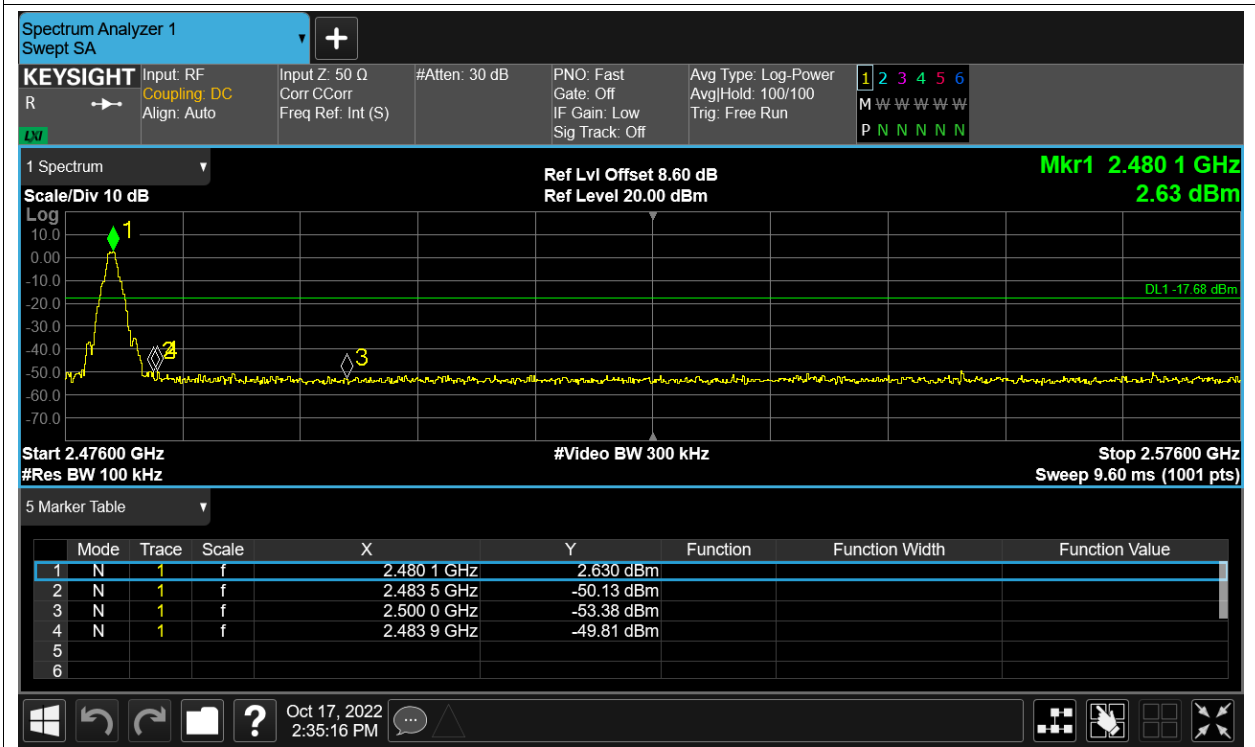 Spectrum Analyzer 1
Swept SA
KEYSIGHT Input: RF Input Z: 50 Ω #Atten: 30 dB PNO: Fast Avg Type: Log-Power 1 2 3 4 5 6
R Coupling: DC Corr CCorr Gate: Off Avg|Hold: 100/100 M W W W W W
Align: Auto Freq Ref: Int (S) IF Gain: Low Trig: Free Run
LXI Sig Track: Off P N N N N N
1 Spectrum Ref Lvl Offset 8.60 dB Mkr1 2.480 1 GHz
Scale/Div 10 dB Ref Level 20.00 dBm 2.63 dBm
Log
1
10.0
0.00
-10.0
DL1 -17.68 dBm
-20.0
-30.0
-40.0
2 4 3
-50.0
-60.0
-70.0
Start 2.47600 GHz #Video BW 300 kHz Stop 2.57600 GHz
#Res BW 100 kHz Sweep 9.60 ms (1001 pts)
5 Marker Table
Mode Trace Scale X Y Function Function Width Function Value
1 N 1 f 2.480 1 GHz 2.630 dBm
2 N 1 f 2.483 5 GHz -50.13 dBm
3 N 1 f 2.500 0 GHz -53.38 dBm
4 N 1 f 2.483 9 GHz -49.81 dBm
5
6
? Oct 17, 2022
2:35:16 PM